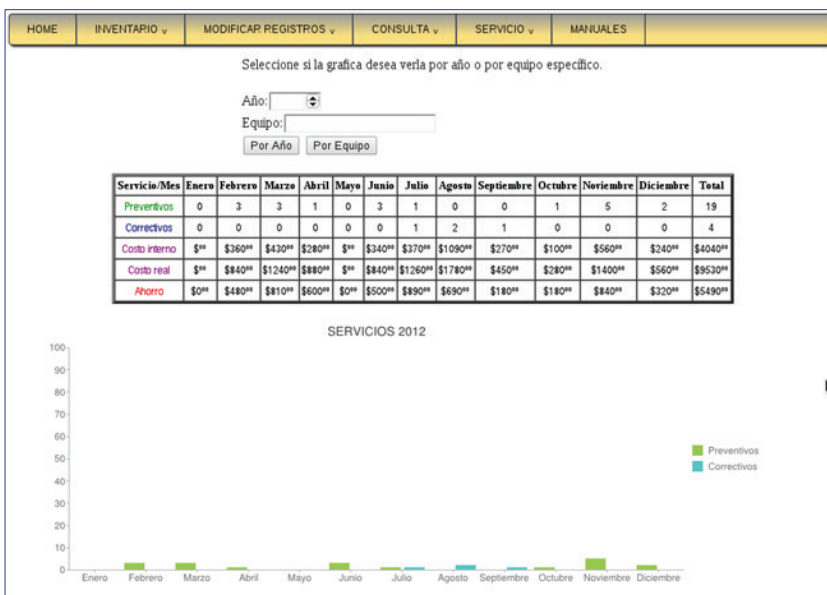 HOME INVENTARIO v MODIFICAR REGISTROS v CONSULTA v SERVICIO v MANUALES
Seleccione si la grafica desea verla por año o por equipo específico.
Año:
Equipo:
Por Año Por Equipo
Servicio/Mes Enero Febrero Marzo Abril Mayo Junio Julio Agosto Septiembre Octubre Noviembre Diciembre Total
Preventivos 0 3 3 1 0 3 1 0 0 1 5 2 19
Correctivos 0 0 0 0 0 0 1 2 1 0 0 0 4
Costo interno $⁰⁰ $360⁰⁰ $430⁰⁰ $280⁰⁰ $⁰⁰ $340⁰⁰ $370⁰⁰ $1090⁰⁰ $270⁰⁰ $100⁰⁰ $560⁰⁰ $240⁰⁰ $4040⁰⁰
Costo real $⁰⁰ $840⁰⁰ $1240⁰⁰ $880⁰⁰ $⁰⁰ $840⁰⁰ $1260⁰⁰ $1780⁰⁰ $450⁰⁰ $280⁰⁰ $1400⁰⁰ $560⁰⁰ $9530⁰⁰
Ahorro $0⁰⁰ $480⁰⁰ $810⁰⁰ $600⁰⁰ $0⁰⁰ $500⁰⁰ $890⁰⁰ $690⁰⁰ $180⁰⁰ $180⁰⁰ $840⁰⁰ $320⁰⁰ $5490⁰⁰
SERVICIOS 2012
100
90
80
70
60
50
40
30
20
10
0
Preventivos
Correctivos
Enero Febrero Marzo Abril Mayo Junio Julio Agosto Septiembre Octubre Noviembre Diciembre